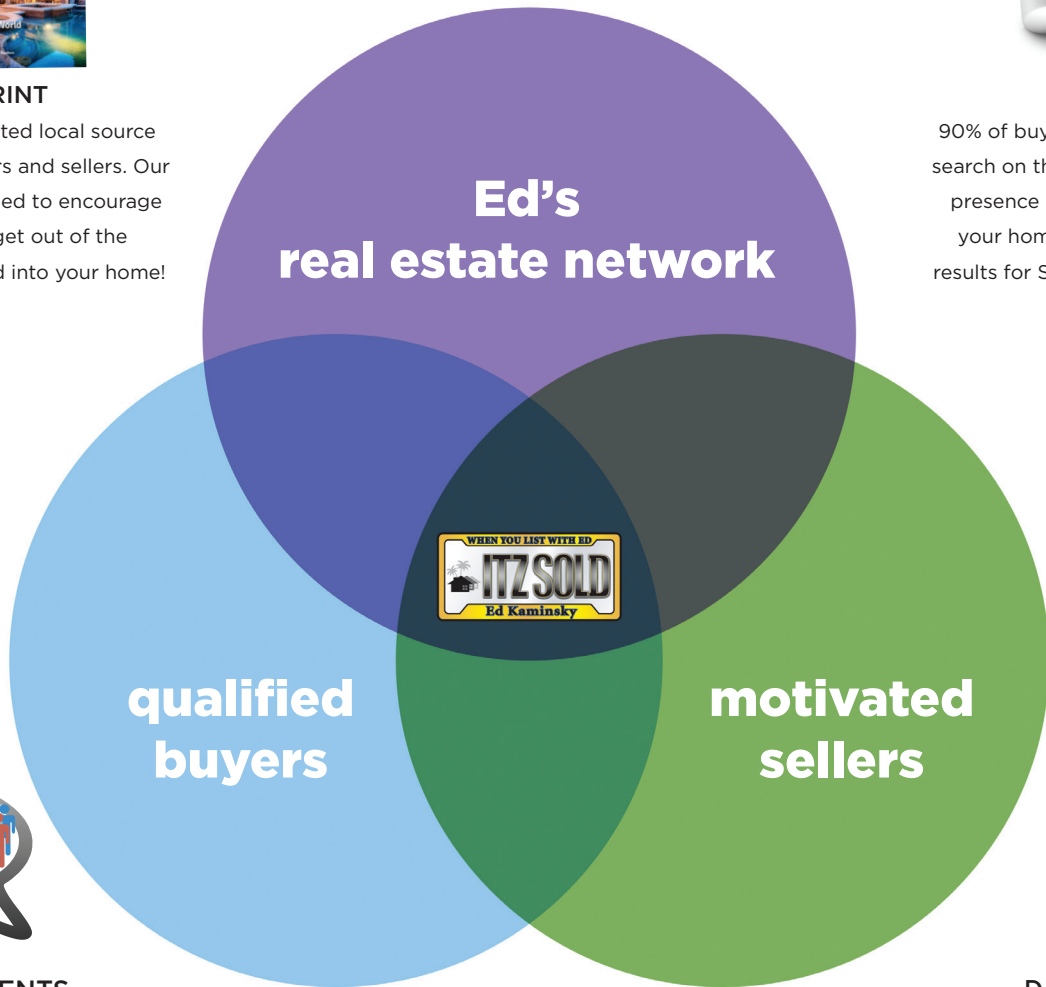 World
RINT
ted local source
rs and sellers. Our
ed to encourage
get out of the
d into your home!
90% of buy
search on th
presence
your hom
results for S
Ed's
real estate network
WHEN YOU LIST WITH ED
ITZ SOLD
Ed Kaminsky
qualified
buyers
motivated
sellers
ENTS